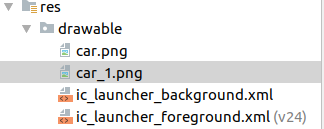 res
drawable
car.png
car_1.png
ic_launcher_background.xml
ic_launcher_foreground.xml (v24)